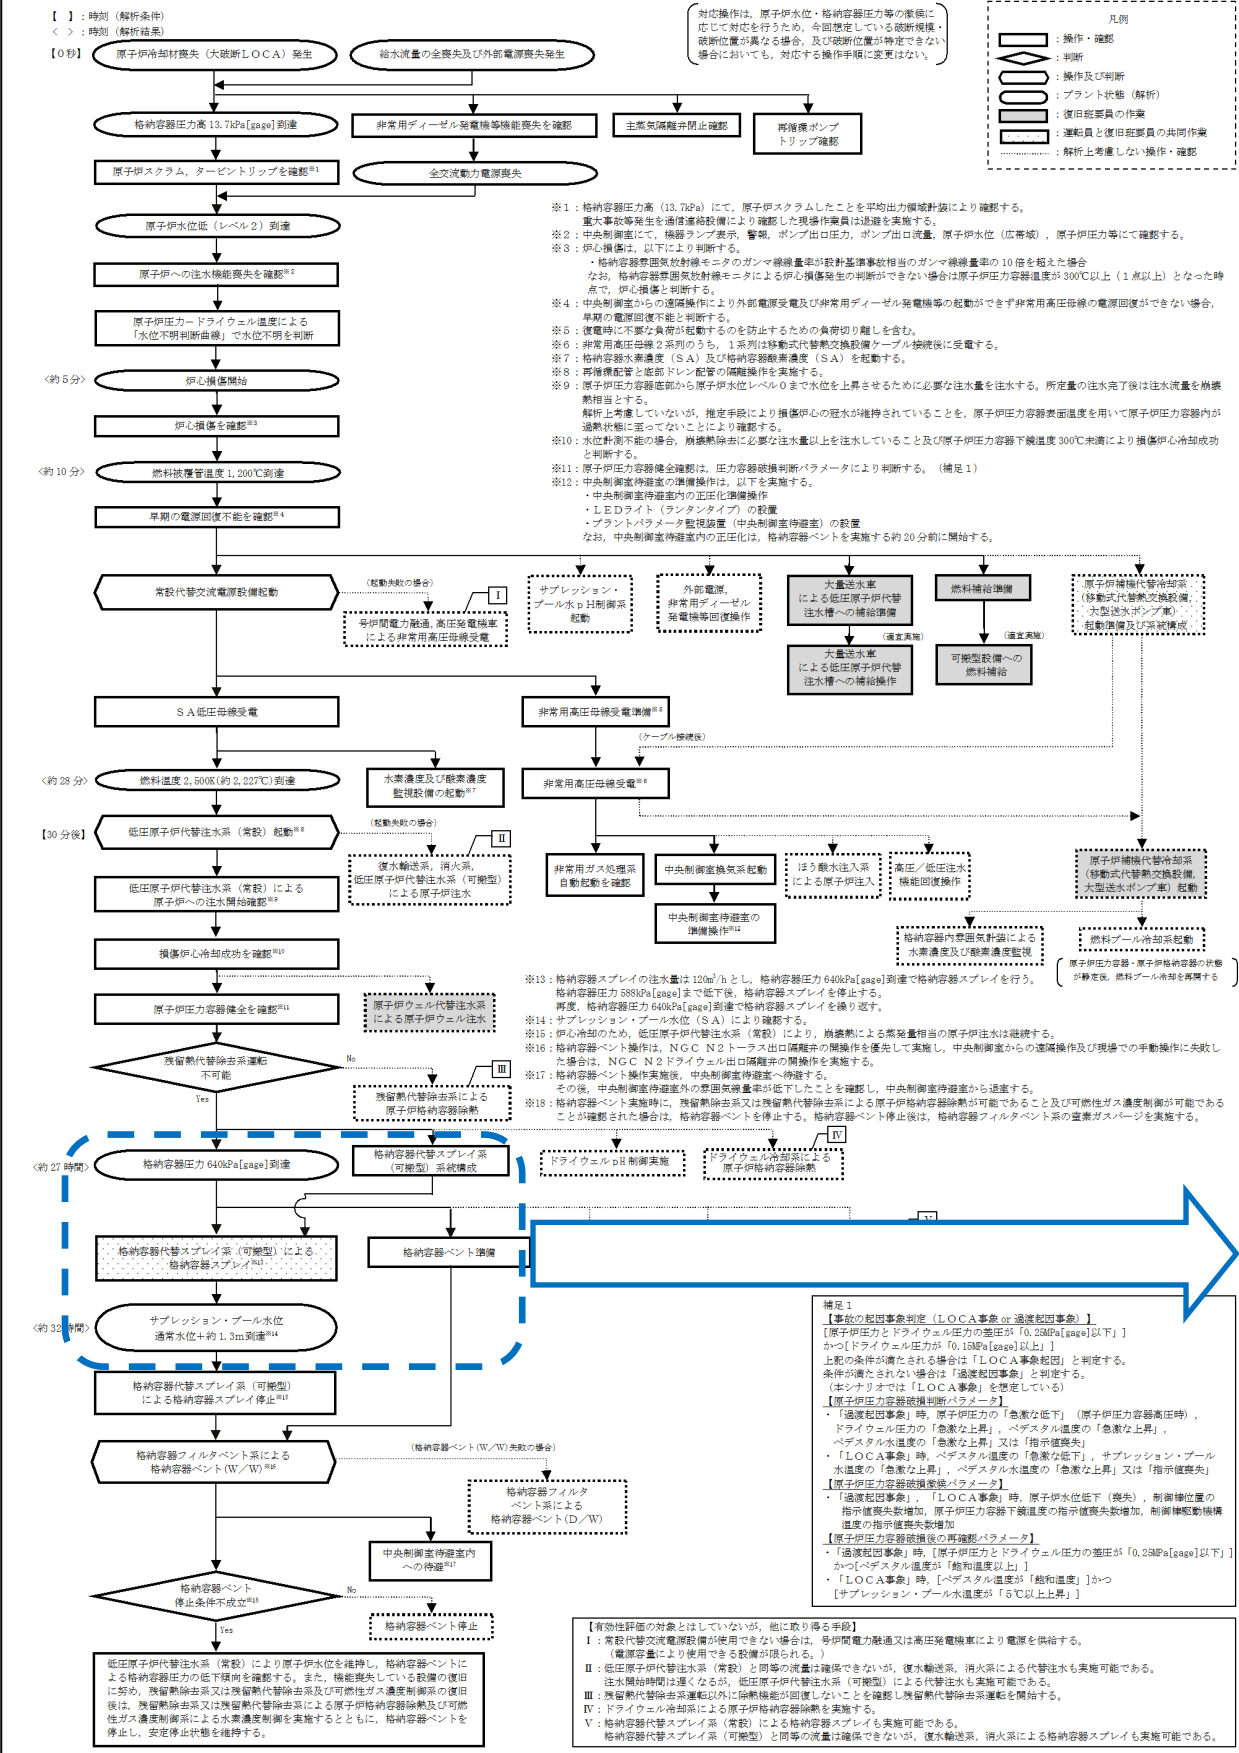 【　】：時刻（解析条件）
＜　＞：時刻（解析結果）
【０秒】
原子炉冷却材喪失（大破断ＬＯＣＡ）発生
給水流量の全喪失及び外部電源喪失発生
対応操作は，原子炉水位・格納容器圧力等の徴候に
応じて対応を行うため，今回想定している破断規模・
破断位置が異なる場合，及び破断位置が特定できない
場合においても，対応する操作手順に変更はない。
凡例
：操作・確認
：判断
：操作及び判断
：プラント状態（解析）
：復旧班要員の作業
：運転員と復旧班要員の共同作業
：解析上考慮しない操作・確認
格納容器圧力高 13.7kPa[gage]到達
非常用ディーゼル発電機等機能喪失を確認
主蒸気隔離弁閉止確認
再循環ポンプ
トリップ確認
原子炉スクラム，タービントリップを確認※1
全交流動力電源喪失
原子炉水位低（レベル２）到達
原子炉への注水機能喪失を確認※2
原子炉圧力－ドライウェル温度による
「水位不明判断曲線」で水位不明を判断
＜約５分＞
炉心損傷開始
炉心損傷を確認※3
＜約 10 分＞
燃料被覆管温度 1,200℃到達
早期の電源回復不能を確認※4
※１：格納容器圧力高（13.7kPa）にて，原子炉スクラムしたことを平均出力領域計装により確認する。
重大事故等発生を通信連絡設備により確認した現場作業員は退避を実施する。
※２：中央制御室にて，機器ランプ表示，警報，ポンプ出口圧力，ポンプ出口流量，原子炉水位（広帯域），原子炉圧力等にて確認する。
※３：炉心損傷は，以下により判断する。
・格納容器雰囲気放射線モニタのガンマ線線量率が設計基準事故相当のガンマ線線量率の 10 倍を超えた場合
なお，格納容器雰囲気放射線モニタによる炉心損傷発生の判断ができない場合は原子炉圧力容器温度が 300℃以上（１点以上）となった時
点で，炉心損傷と判断する。
※４：中央制御室からの遠隔操作により外部電源受電及び非常用ディーゼル発電機等の起動ができず非常用高圧母線の電源回復ができない場合，
早期の電源回復不能と判断する。
※５：復電時に不要な負荷が起動するのを防止するための負荷切り離しを含む。
※６：非常用高圧母線２系列のうち，１系列は移動式代替熱交換設備ケーブル接続後に受電する。
※７：格納容器水素濃度（ＳＡ）及び格納容器酸素濃度（ＳＡ）を起動する。
※８：再循環配管と底部ドレン配管の隔離操作を実施する。
※９：原子炉圧力容器底部から原子炉水位レベル０まで水位を上昇させるために必要な注水量を注水する。所定量の注水完了後は注水流量を崩壊
熱相当とする。
解析上考慮していないが，推定手段により損傷炉心の冠水が維持されていることを，原子炉圧力容器表面温度を用いて原子炉圧力容器内が
過熱状態に至ってないことにより確認する。
※10：水位計測不能の場合，崩壊熱除去に必要な注水量以上を注水していること及び原子炉圧力容器下鏡温度 300℃未満により損傷炉心冷却成功
と判断する。
※11：原子炉圧力容器健全確認は，圧力容器破損判断パラメータにより判断する。（補足１）
※12：中央制御室待避室の準備操作は，以下を実施する。
・中央制御室待避室内の正圧化準備操作
・ＬＥＤライト（ランタンタイプ）の設置
・プラントパラメータ監視装置（中央制御室待避室）の設置
なお，中央制御室待避室内の正圧化は，格納容器ベントを実施する約 20 分前に開始する。
常設代替交流電源設備起動
（起動失敗の場合）
Ⅰ
号炉間電力融通，高圧発電機車
による非常用高圧母線受電
サプレッション・
プール水ｐＨ制御系
起動
外部電源，
非常用ディーゼル
発電機等回復操作
大量送水車
による低圧原子炉代替
注水槽への補給準備
燃料補給準備
原子炉補機代替冷却系
（移動式代替熱交換設備，
大型送水ポンプ車）
起動準備及び系統構成
（適宜実施）
（適宜実施）
大量送水車
による低圧原子炉代替
注水槽への補給操作
可搬型設備への
燃料補給
ＳＡ低圧母線受電
非常用高圧母線受電準備※5
（ケーブル接続後）
＜約 28 分＞
燃料温度 2,500K（約 2,227℃）到達
水素濃度及び酸素濃度
監視設備の起動※7
非常用高圧母線受電※6
【30 分後】
低圧原子炉代替注水系（常設）起動※8
（起動失敗の場合）
Ⅱ
復水輸送系，消火系，
低圧原子炉代替注水系（可搬型）
による原子炉注水
非常用ガス処理系
自動起動を確認
中央制御室換気系起動
ほう酸水注入系
による原子炉注入
高圧／低圧注水
機能回復操作
原子炉補機代替冷却系
（移動式代替熱交換設備，
大型送水ポンプ車）起動
低圧原子炉代替注水系（常設）による
原子炉への注水開始確認※9
中央制御室待避室の
準備操作※12
格納容器内雰囲気計装による
水素濃度及び酸素濃度監視
燃料プール冷却系起動
原子炉圧力容器・原子炉格納容器の状態
が静定後，燃料プール冷却を再開する
損傷炉心冷却成功を確認※10
原子炉圧力容器健全を確認※11
原子炉ウェル代替注水系
による原子炉ウェル注水
※13：格納容器スプレイの注水量は 120m³/h とし，格納容器圧力 640kPa[gage]到達で格納容器スプレイを行う。
格納容器圧力 588kPa[gage]まで低下後，格納容器スプレイを停止する。
再度，格納容器圧力 640kPa[gage]到達で格納容器スプレイを繰り返す。
※14：サプレッション・プール水位（ＳＡ）により確認する。
※15：炉心冷却のため，低圧原子炉代替注水系（常設）により，崩壊熱による蒸発量相当の原子炉注水は継続する。
※16：格納容器ベント操作は，ＮＧＣ Ｎ２トーラス出口隔離弁の開操作を優先して実施し，中央制御室からの遠隔操作及び現場での手動操作に失敗し
た場合は，ＮＧＣ Ｎ２ドライウェル出口隔離弁の開操作を実施する。
※17：格納容器ベント操作実施後，中央制御室待避室へ待避する。
その後，中央制御室待避室外の雰囲気線量率が低下したことを確認し，中央制御室待避室から退室する。
※18：格納容器ベント実施時に，残留熱除去系又は残留熱代替除去系による原子炉格納容器除熱が可能であること及び可燃性ガス濃度制御が可能である
ことが確認された場合は，格納容器ベントを停止する。格納容器ベント停止後は，格納容器フィルタベント系の窒素ガスパージを実施する。
残留熱代替除去系運転
不可能
No
Yes
Ⅲ
残留熱代替除去系による
原子炉格納容器除熱
＜約 27 時間＞
格納容器圧力 640kPa[gage]到達
格納容器代替スプレイ系
（可搬型）系統構成
ドライウェル pH 制御実施
Ⅳ
ドライウェル冷却系による
原子炉格納容器除熱
格納容器代替スプレイ系（可搬型）による
格納容器スプレイ※13
格納容器ベント準備
＜約 32 時間＞
サプレッション・プール水位
通常水位＋約 1.3m到達※14
格納容器代替スプレイ系（可搬型）
による格納容器スプレイ停止※15
格納容器フィルタベント系による
格納容器ベント（Ｗ／Ｗ）※16
（格納容器ベント（Ｗ／Ｗ）失敗の場合）
格納容器フィルタ
ベント系による
格納容器ベント（Ｄ／Ｗ）
中央制御室待避室内
への待避※17
格納容器ベント
停止条件不成立※18
No
Yes
格納容器ベント停止
低圧原子炉代替注水系（常設）により原子炉水位を維持し，格納容器ベントに
よる格納容器圧力の低下傾向を確認する。また，機能喪失している設備の復旧
に努め，残留熱除去系又は残留熱代替除去系及び可燃性ガス濃度制御系の復旧
後は，残留熱除去系又は残留熱代替除去系による原子炉格納容器除熱及び可燃
性ガス濃度制御系による水素濃度制御を実施するとともに，格納容器ベントを
停止し，安定停止状態を維持する。
補足１
【事故の起因事象判定（ＬＯＣＡ事象 or 過渡起因事象）】
[原子炉圧力とドライウェル圧力の差圧が「0.25MPa[gage]以下」]
かつ[ドライウェル圧力が「0.15MPa[gage]以上」]
上記の条件が満たされる場合は「ＬＯＣＡ事象起因」と判定する。
条件が満たされない場合は「過渡起因事象」と判定する。
（本シナリオでは「ＬＯＣＡ事象」を想定している）
【原子炉圧力容器破損判断パラメータ】
・「過渡起因事象」時，原子炉圧力の「急激な低下」（原子炉圧力容器高圧時），
ドライウェル圧力の「急激な上昇」，ペデスタル温度の「急激な上昇」，
ペデスタル水温度の「急激な上昇」又は「指示値喪失」
・「ＬＯＣＡ事象」時，ペデスタル温度の「急激な低下」，サプレッション・プール
水温度の「急激な上昇」，ペデスタル水温度の「急激な上昇」又は「指示値喪失」
【原子炉圧力容器破損徴候パラメータ】
・「過渡起因事象」，「ＬＯＣＡ事象」時，原子炉水位低下（喪失），制御棒位置の
指示値喪失数増加，原子炉圧力容器下鏡温度の指示値喪失数増加，制御棒駆動機構
温度の指示値喪失数増加
【原子炉圧力容器破損後の再確認パラメータ】
・「過渡起因事象」時，[原子炉圧力とドライウェル圧力の差圧が「0.25MPa[gage]以下」]
かつ[ペデスタル温度が「飽和温度以上」]
・「ＬＯＣＡ事象」時，[ペデスタル温度が「飽和温度」]かつ
[サプレッション・プール水温度が「５℃以上上昇」]
【有効性評価の対象とはしていないが，他に取り得る手段】
Ⅰ：常設代替交流電源設備が使用できない場合は，号炉間電力融通又は高圧発電機車により電源を供給する。
（電源容量により使用できる設備が限られる。）
Ⅱ：低圧原子炉代替注水系（常設）と同等の流量は確保できないが，復水輸送系，消火系による代替注水も実施可能である。
注水開始時間は遅くなるが，低圧原子炉代替注水系（可搬型）による代替注水も実施可能である。
Ⅲ：残留熱代替除去系運転以外に除熱機能が回復しないことを確認し残留熱代替除去系運転を開始する。
Ⅳ：ドライウェル冷却系による原子炉格納容器除熱を実施する。
Ⅴ：格納容器代替スプレイ系（常設）による格納容器スプレイも実施可能である。
格納容器代替スプレイ系（可搬型）と同等の流量は確保できないが，復水輸送系，消火系による格納容器スプレイも実施可能である。